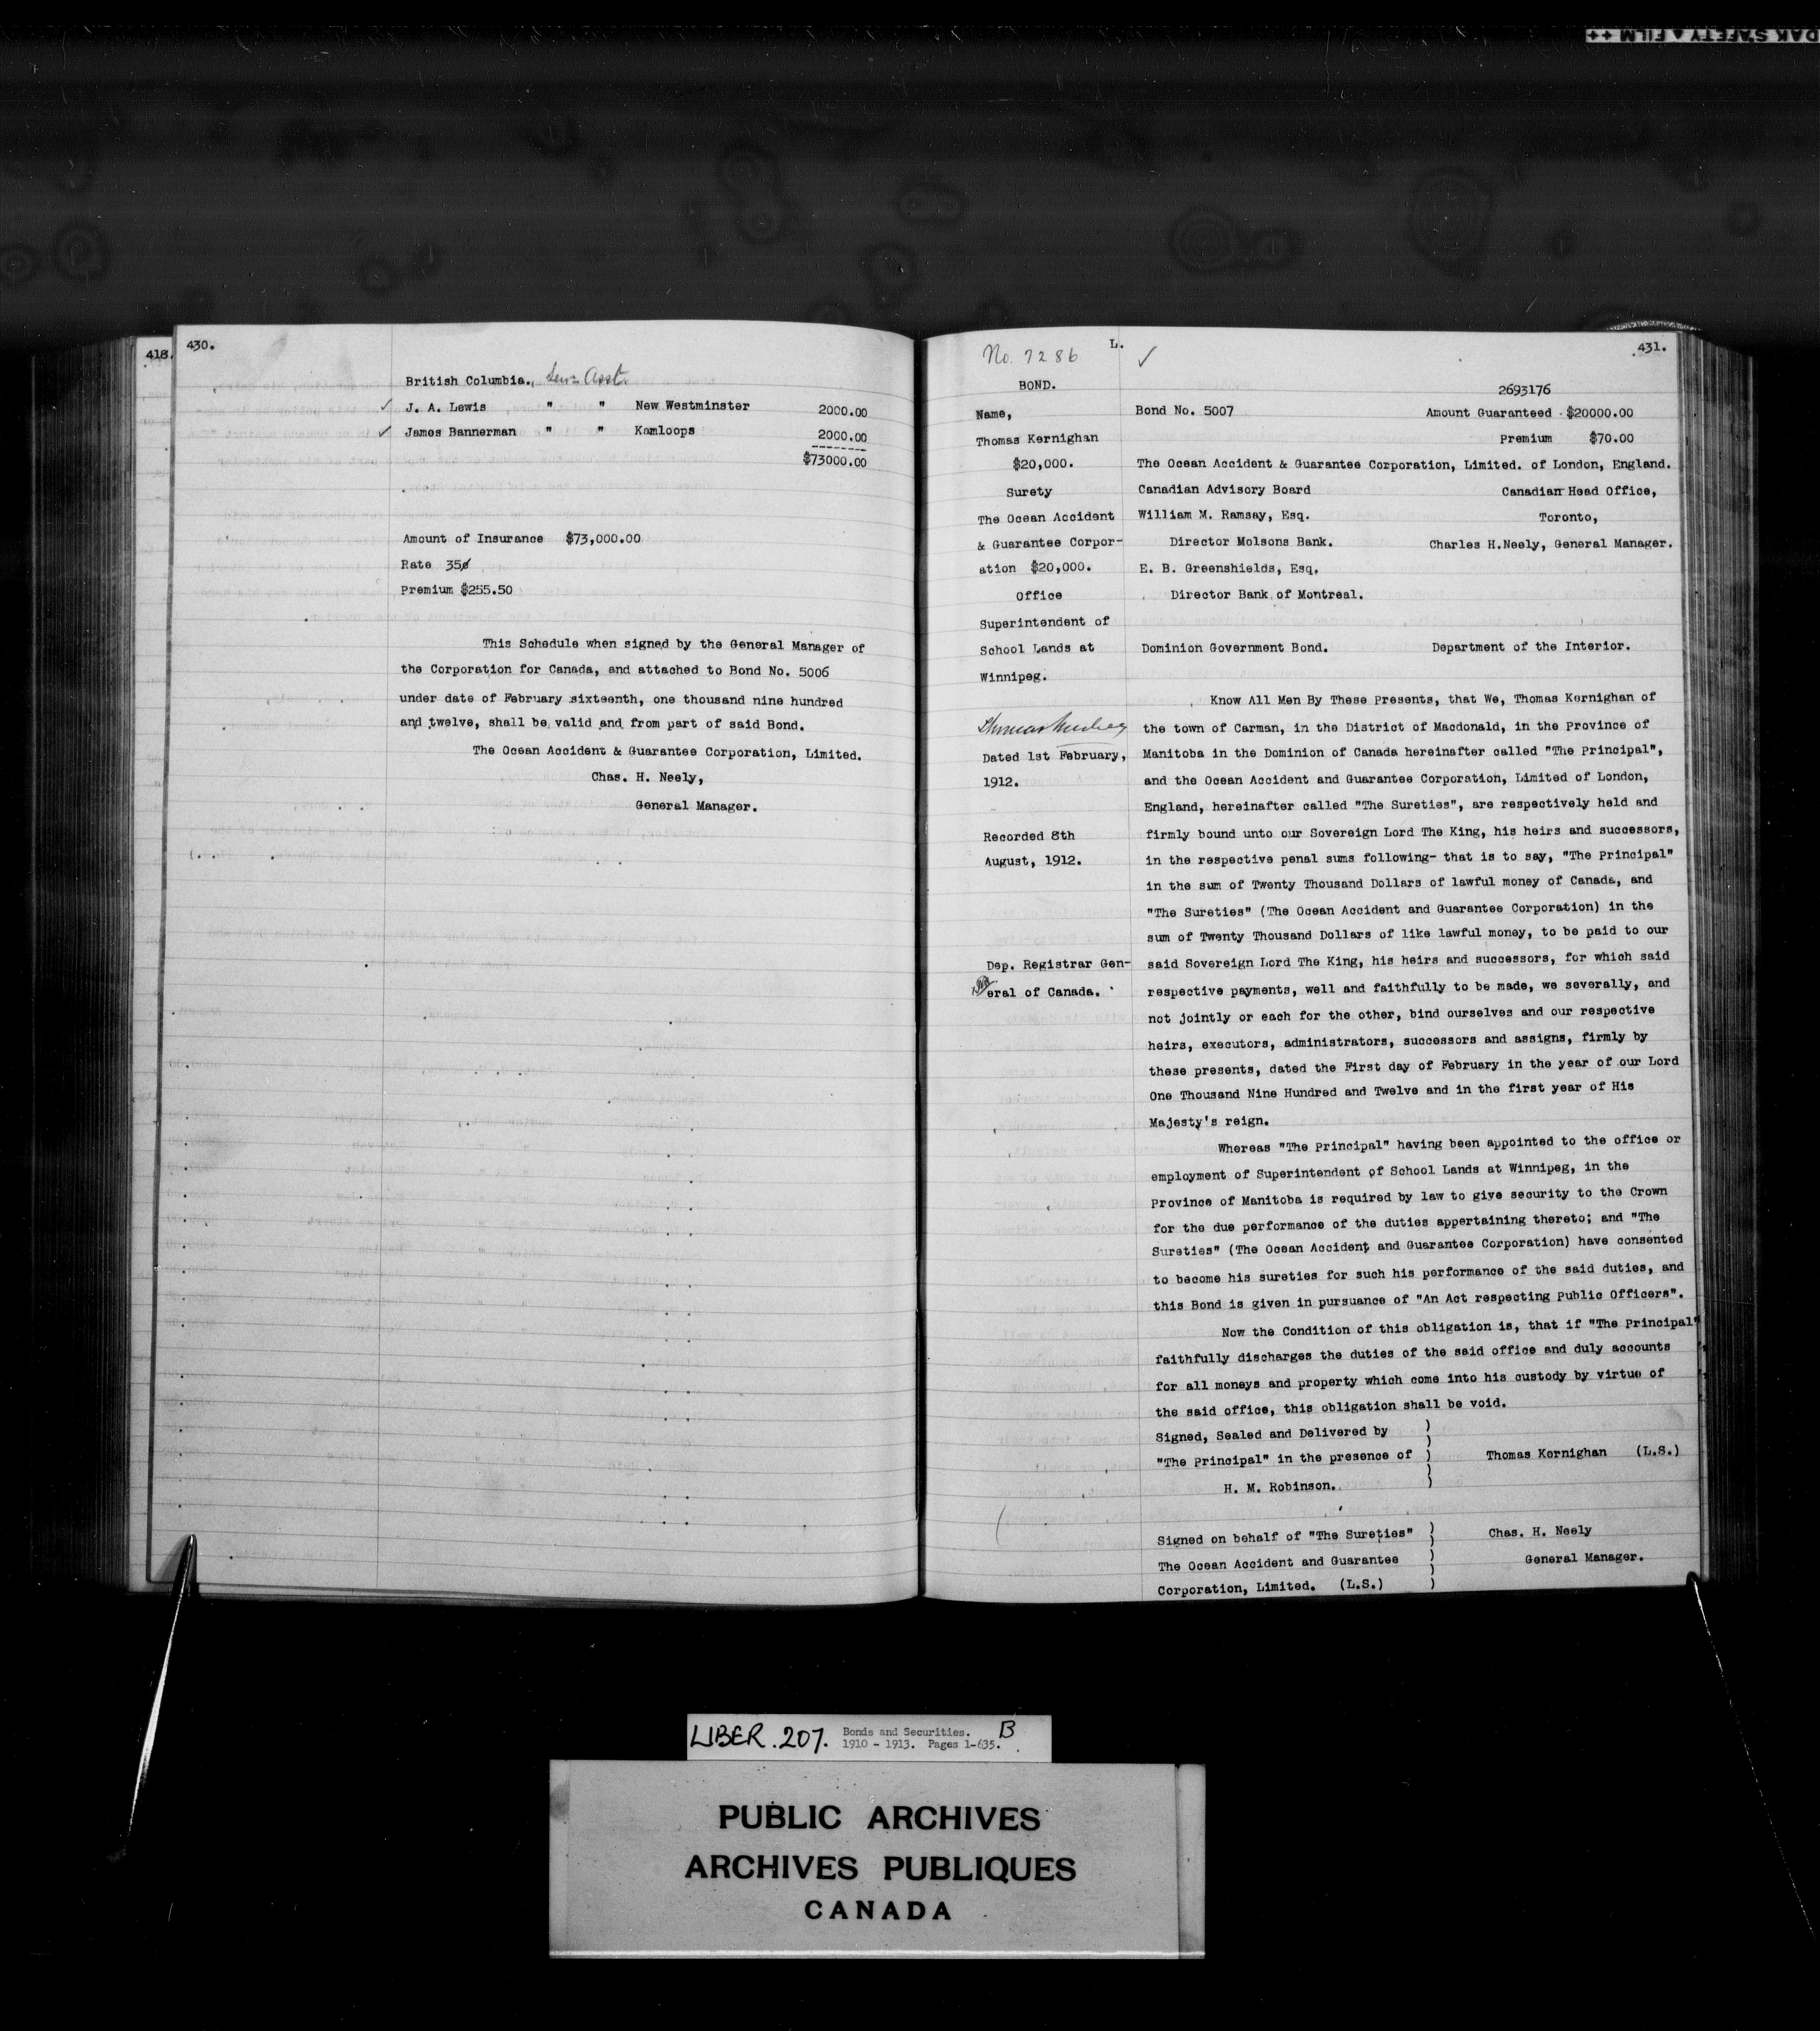 DAK SAFETY ▲ FILM ++
418.
430.
British Columbia., Asst.
✓ J. A. Lewis " " New Westminster 2000.00
✓ James Bannerman " " Kamloops 2000.00
$73000.00
Amount of Insurance $73,000.00
Rate 35¢
Premium $255.50
This Schedule when signed by the General Manager of
the Corporation for Canada, and attached to Bond No. 5006
under date of February sixteenth, one thousand nine hundred
and twelve, shall be valid and from part of said Bond.
The Ocean Accident & Guarantee Corporation, Limited.
Chas. H. Neely,
General Manager.
L.
431.
No. 7286 ✓
BOND.
Name,
Thomas Kernighan
$20,000.
Surety
The Ocean Accident
& Guarantee Corpor-
ation $20,000.
Office
Superintendent of
School Lands at
Winnipeg.
Dated 1st February,
1912.
Recorded 8th
August, 1912.
Dep. Registrar Gen-
eral of Canada.
2693176
Bond No. 5007 Amount Guaranteed $20000.00
Premium $70.00
The Ocean Accident & Guarantee Corporation, Limited. of London, England.
Canadian Advisory Board Canadian Head Office,
William M. Ramsay, Esq. Toronto,
Director Molsons Bank. Charles H.Neely, General Manager.
E. B. Greenshields, Esq.
Director Bank of Montreal.
Dominion Government Bond. Department of the Interior.
Know All Men By These Presents, that We, Thomas Kernighan of
the town of Carman, in the District of Macdonald, in the Province of
Manitoba in the Dominion of Canada hereinafter called "The Principal",
and the Ocean Accident and Guarantee Corporation, Limited of London,
England, hereinafter called "The Sureties", are respectively held and
firmly bound unto our Sovereign Lord The King, his heirs and successors,
in the respective penal sums following- that is to say, "The Principal"
in the sum of Twenty Thousand Dollars of lawful money of Canada, and
"The Sureties" (The Ocean Accident and Guarantee Corporation) in the
sum of Twenty Thousand Dollars of like lawful money, to be paid to our
said Sovereign Lord The King, his heirs and successors, for which said
respective payments, well and faithfully to be made, we severally, and
not jointly or each for the other, bind ourselves and our respective
heirs, executors, administrators, successors and assigns, firmly by
these presents, dated the First day of February in the year of our Lord
One Thousand Nine Hundred and Twelve and in the first year of His
Majesty's reign.
Whereas "The Principal" having been appointed to the office or
employment of Superintendent of School Lands at Winnipeg, in the
Province of Manitoba is required by law to give security to the Crown
for the due performance of the duties appertaining thereto; and "The
Sureties" (The Ocean Accident and Guarantee Corporation) have consented
to become his sureties for such his performance of the said duties, and
this Bond is given in pursuance of "An Act respecting Public Officers".
Now the Condition of this obligation is, that if "The Principal"
faithfully discharges the duties of the said office and duly accounts
for all moneys and property which come into his custody by virtue of
the said office, this obligation shall be void.
Signed, Sealed and Delivered by )
"The Principal" in the presence of ) Thomas Kernighan (L.S.)
H. M. Robinson. )
Signed on behalf of "The Sureties" ) Chas. H. Neely
The Ocean Accident and Guarantee ) General Manager.
Corporation, Limited. (L.S.) )
LIBER.207. Bonds and Securities. B
1910 - 1913. Pages 1-635.
PUBLIC ARCHIVES
ARCHIVES PUBLIQUES
CANADA